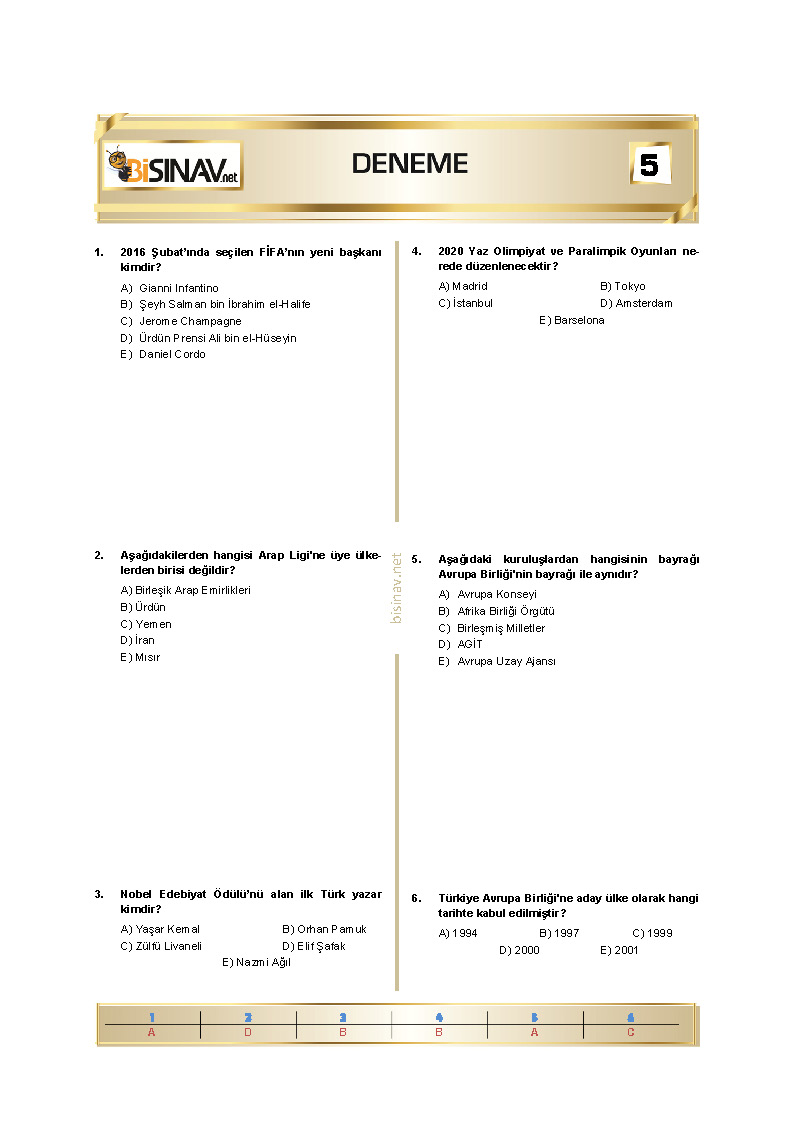 BiSINAV.net
DENEME
5
1. 2016 Şubat'ında seçilen FİFA'nın yeni başkanı
kimdir?
A) Gianni Infantino
B) Şeyh Salman bin İbrahim el-Halife
C) Jerome Champagne
D) Ürdün Prensi Ali bin el-Hüseyin
E) Daniel Cordo
2. Aşağıdakilerden hangisi Arap Ligi'ne üye ülke-
lerden birisi değildir?
A) Birleşik Arap Emirlikleri
B) Ürdün
C) Yemen
D) İran
E) Mısır
3. Nobel Edebiyat Ödülü'nü alan ilk Türk yazar
kimdir?
A) Yaşar Kemal B) Orhan Pamuk
C) Zülfü Livaneli D) Elif Şafak
E) Nazmi Ağıl
bisinav.net
4. 2020 Yaz Olimpiyat ve Paralimpik Oyunları ne-
rede düzenlenecektir?
A) Madrid B) Tokyo
C) İstanbul D) Amsterdam
E) Barselona
5. Aşağıdaki kuruluşlardan hangisinin bayrağı
Avrupa Birliği'nin bayrağı ile aynıdır?
A) Avrupa Konseyi
B) Afrika Birliği Örgütü
C) Birleşmiş Milletler
D) AGİT
E) Avrupa Uzay Ajansı
6. Türkiye Avrupa Birliği'ne aday ülke olarak hangi
tarihte kabul edilmiştir?
A) 1994 B) 1997 C) 1999
D) 2000 E) 2001
1 2 3 4 5 6
A D B B A C